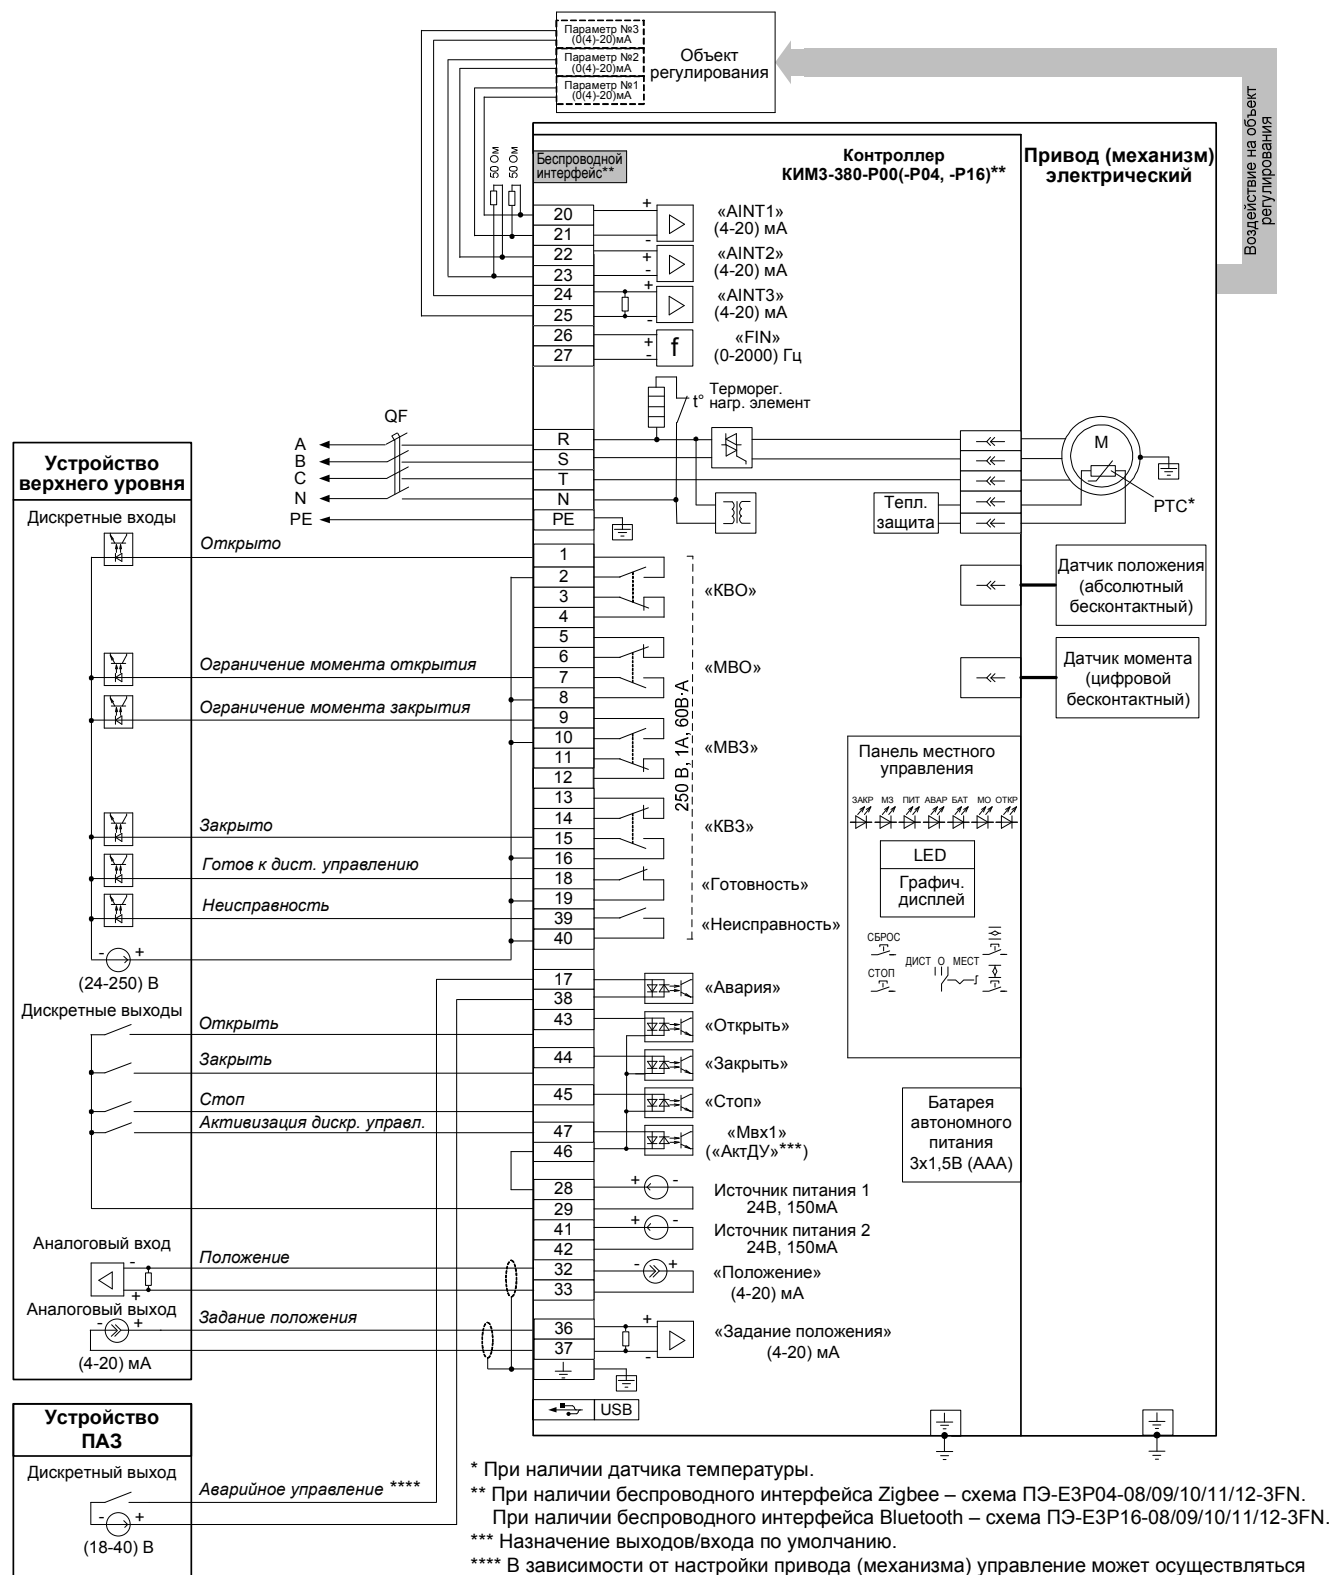 Параметр №3
(0(4)-20)мА
Параметр №2
(0(4)-20)мА
Параметр №1
(0(4)-20)мА
Объект
регулирования
Воздействие на объект
регулирования
50 Ом
50 Ом
Беспроводной
интерфейс**
Контроллер
КИМ3-380-Р00(-Р04, -Р16)**
Привод (механизм)
электрический
20
21
22
23
24
25
26
27
+
-
«AINT1»
(4-20) мА
+
-
«AINT2»
(4-20) мА
+
-
«AINT3»
(4-20) мА
+
-
f
«FIN»
(0-2000) Гц
t°
Терморег.
нагр. элемент
QF
A
B
C
N
PE
R
S
T
N
PE
Тепл.
защита
M
РТС*
Устройство
верхнего уровня
Дискретные входы
Открыто
Ограничение момента открытия
Ограничение момента закрытия
Закрыто
Готов к дист. управлению
Неисправность
- +
(24-250) В
1
2
3
4
5
6
7
8
9
10
11
12
13
14
15
16
18
19
39
40
«КВО»
«МВО»
«МВЗ»
«КВЗ»
«Готовность»
«Неисправность»
250 В, 1А, 60В·А
Датчик положения
(абсолютный
бесконтактный)
Датчик момента
(цифровой
бесконтактный)
Панель местного
управления
ЗАКР МЗ ПИТ АВАР БАТ МО ОТКР
LED
Графич.
дисплей
СБРОС
СТОП
ДИСТ О МЕСТ
Батарея
автономного
питания
3х1,5В (ААА)
Дискретные выходы
Открыть
Закрыть
Стоп
Активизация дискр. управл.
17
38
43
44
45
47
46
28
29
41
42
32
33
36
37
«Авария»
«Открыть»
«Закрыть»
«Стоп»
«Мвх1»
(«АктДУ»***)
+ -
Источник питания 1
24В, 150мА
+ -
Источник питания 2
24В, 150мА
- +
«Положение»
(4-20) мА
+
-
«Задание положения»
(4-20) мА
Аналоговый вход
-
+
Положение
Аналоговый выход
- +
Задание положения
(4-20) мА
USB
Устройство
ПАЗ
Дискретный выход
Аварийное управление ****
- +
(18-40) В
* При наличии датчика температуры.
** При наличии беспроводного интерфейса Zigbee – схема ПЭ-Е3Р04-08/09/10/11/12-3FN.
При наличии беспроводного интерфейса Bluetooth – схема ПЭ-Е3Р16-08/09/10/11/12-3FN.
*** Назначение выходов/входа по умолчанию.
**** В зависимости от настройки привода (механизма) управление может осуществляться